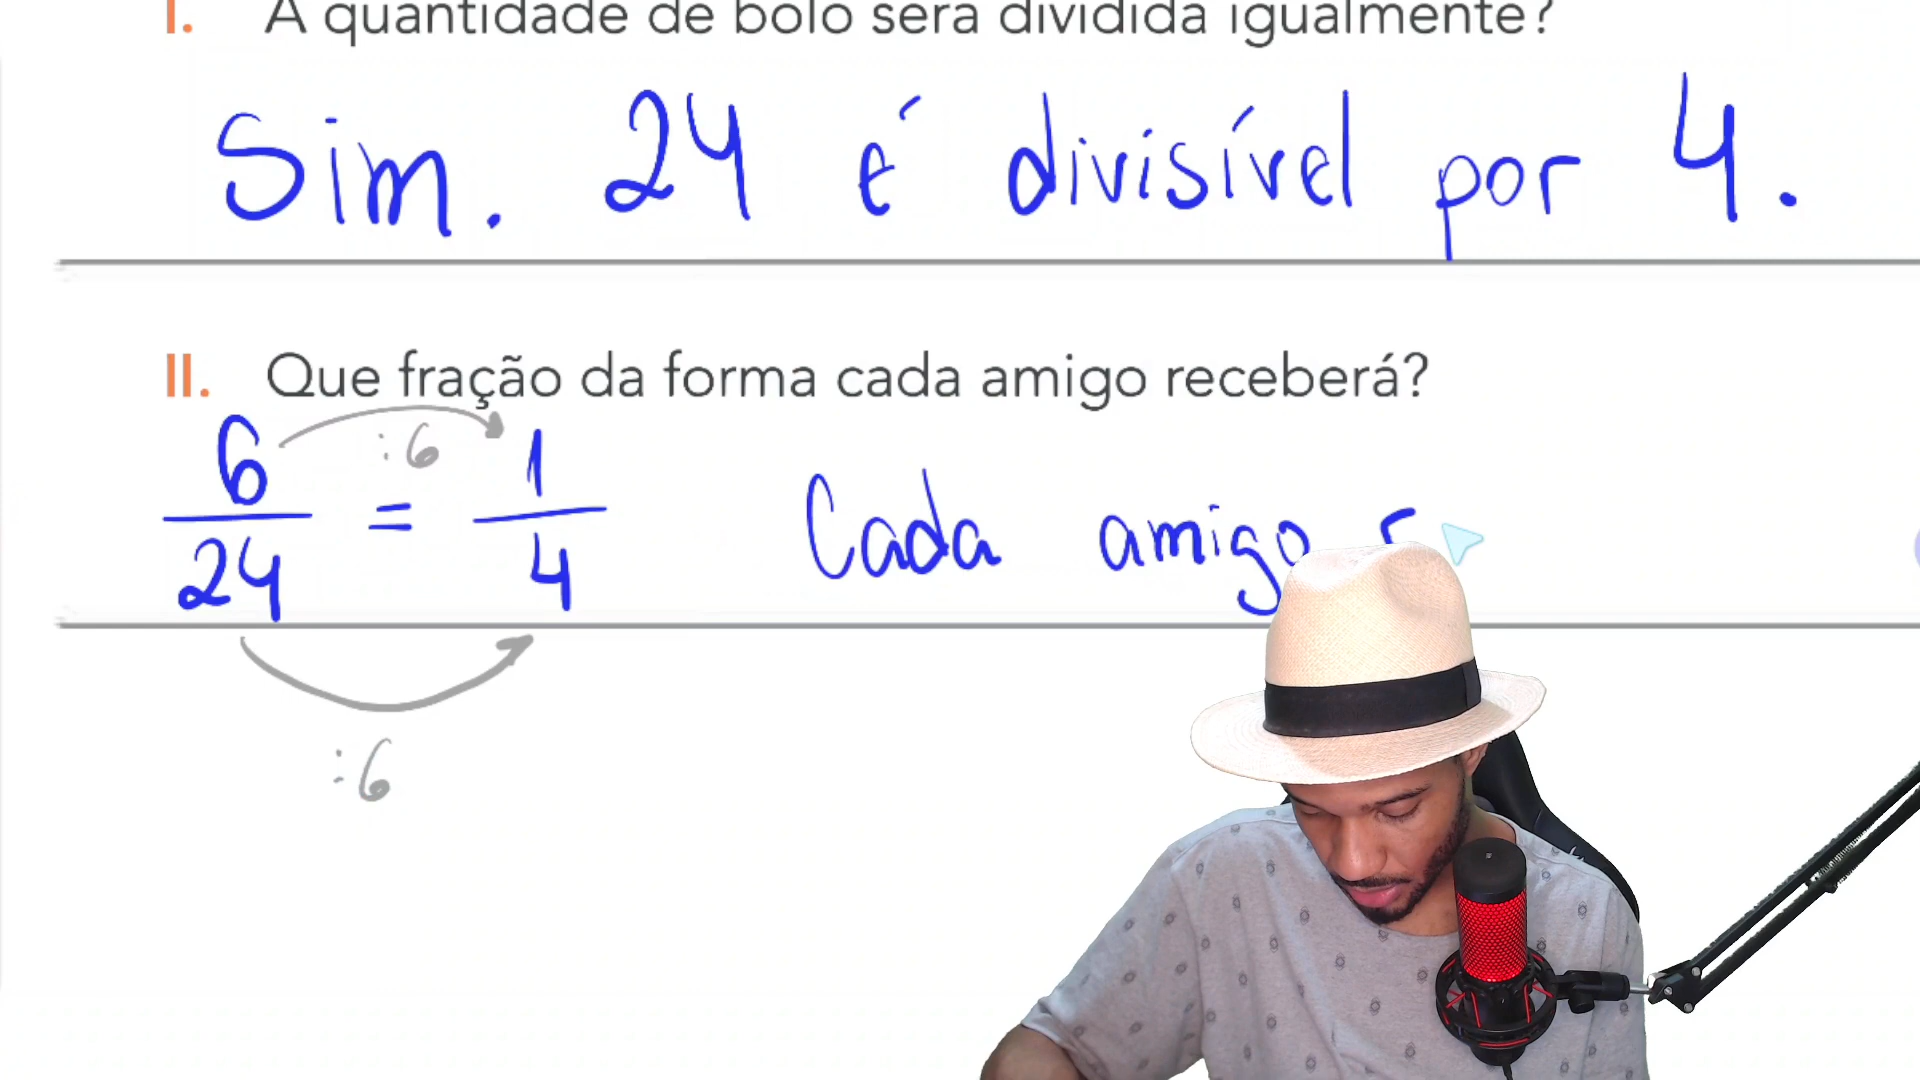 I. A quantidade de bolo será dividida igualmente?
Sim. 24 é divisível por 4.
II. Que fração da forma cada amigo receberá?
:6
6/24 = 1/4 Cada amigo r
:6